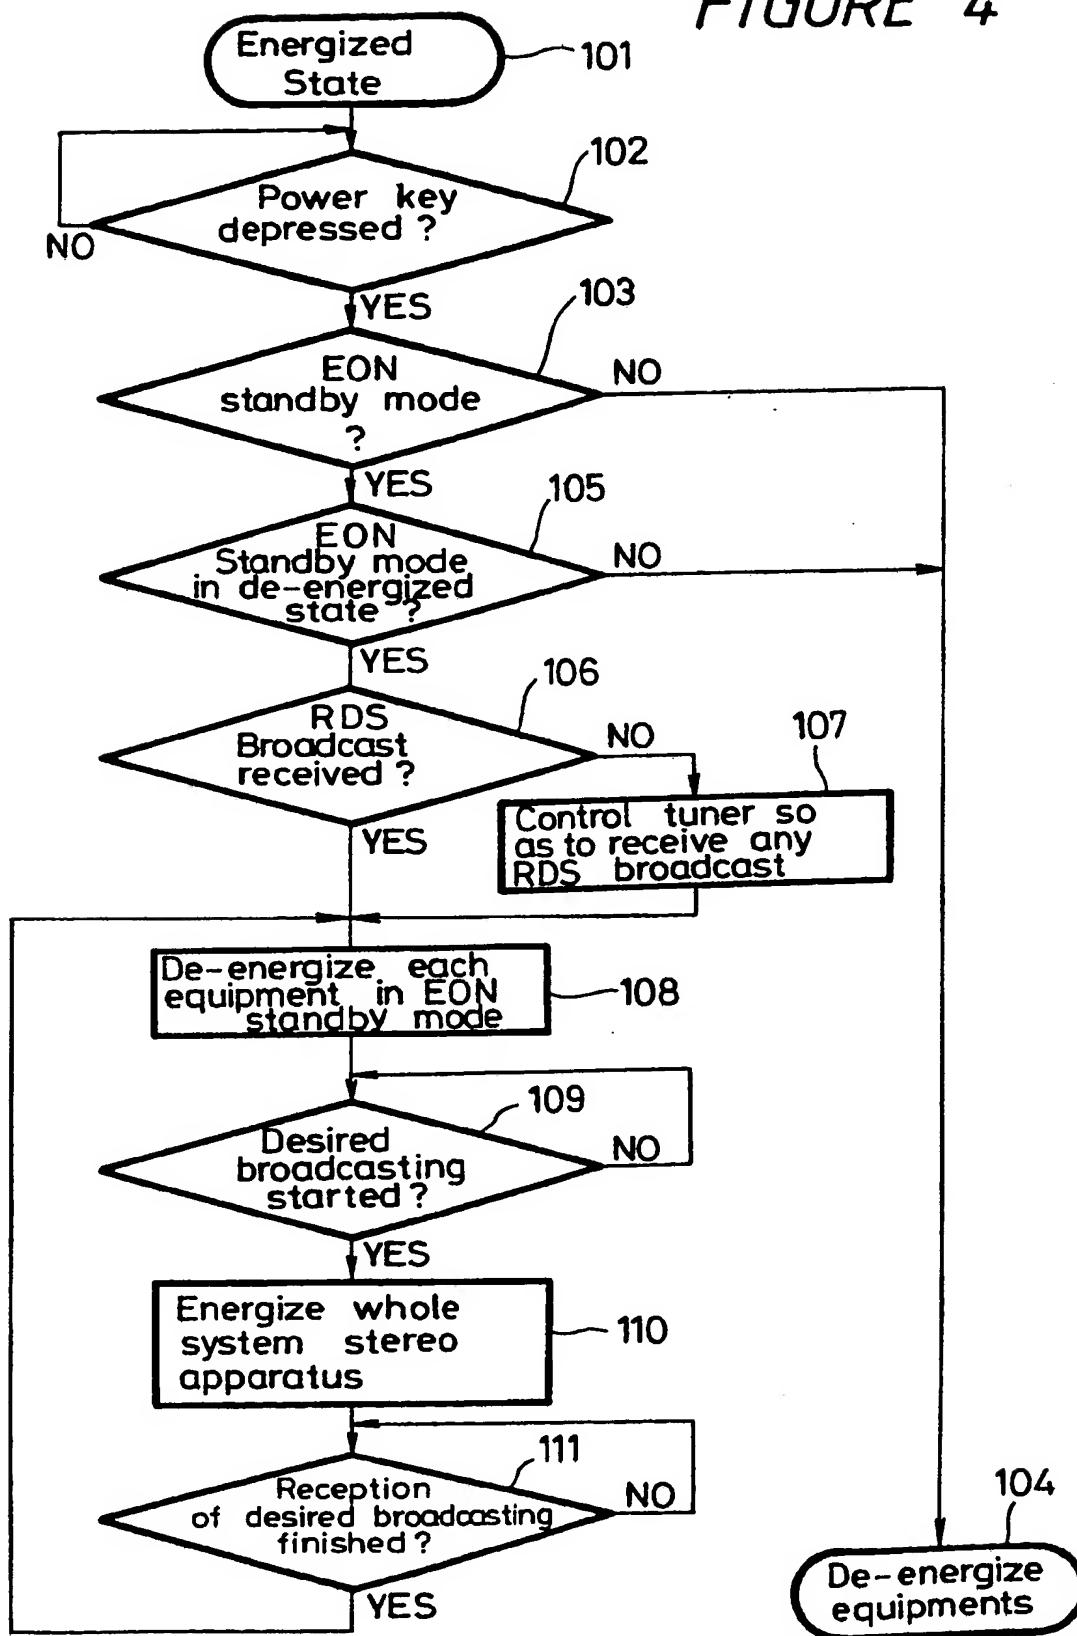 FIGURE 4
Energized
State
101
102
Power key
depressed ?
NO
YES
103
EON
standby mode
?
NO
YES
105
EON
Standby mode
in de-energized
state ?
NO
YES
106
RDS
Broadcast
received ?
NO
107
Control tuner so
as to receive any
RDS broadcast
YES
De-energize each
equipment in EON
standby mode
108
109
Desired
broadcasting
started ?
NO
YES
Energize whole
system stereo
apparatus
110
111
Reception
of desired broadcasting
finished ?
NO
YES
104
De-energize
equipments